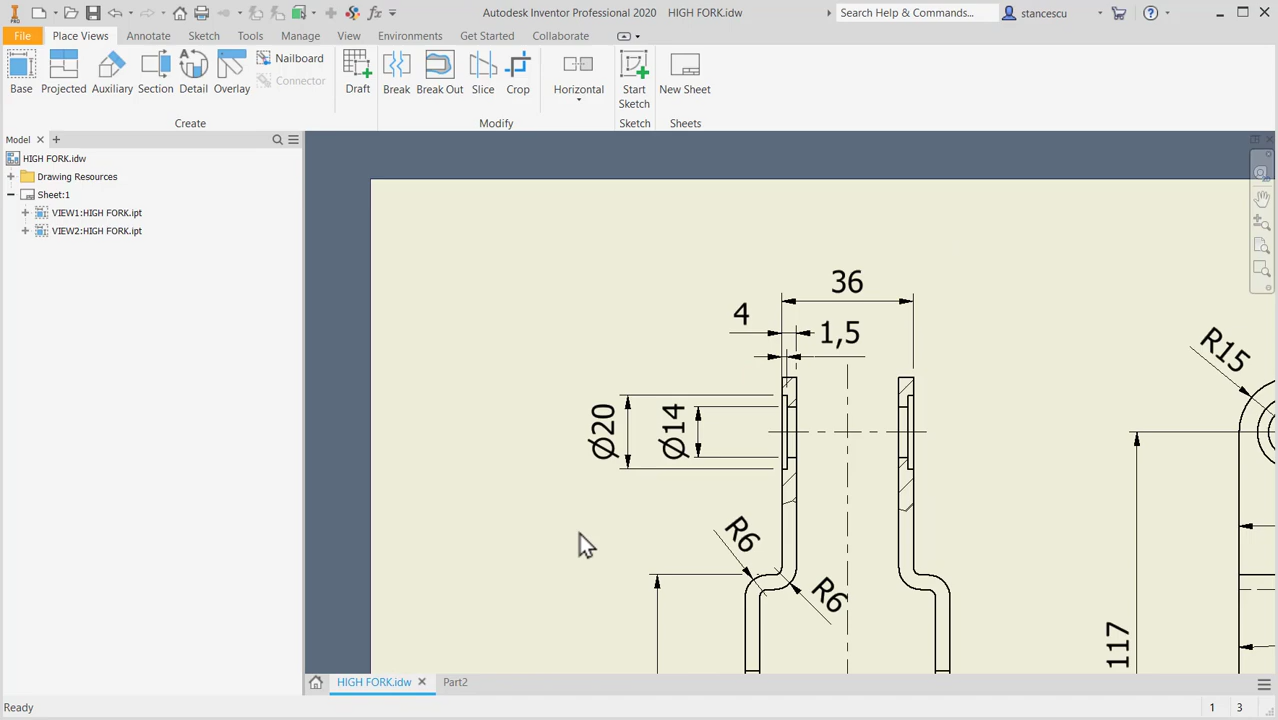 PRO
fx
Autodesk Inventor Professional 2020 HIGH FORK.idw
Search Help & Commands...
stancescu
File Place Views Annotate Sketch Tools Manage View Environments Get Started Collaborate
Base Projected Auxiliary Section Detail Overlay
Nailboard
Connector
Draft
Break Break Out Slice Crop
Horizontal
Start
Sketch
New Sheet
Create
Modify
Sketch
Sheets
Model
HIGH FORK.idw
Drawing Resources
Sheet:1
VIEW1:HIGH FORK.ipt
VIEW2:HIGH FORK.ipt
36
4
1,5
R15
Ø20
Ø14
R6
R6
117
HIGH FORK.idw
Part2
Ready
1
3